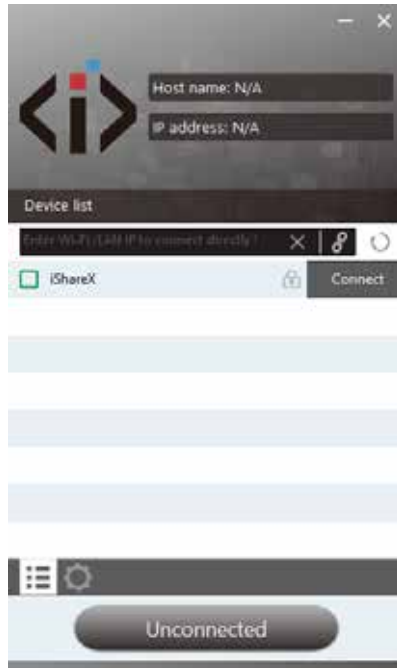 <i>
Host name: N/A
IP address: N/A
Device list
Enter Wi-Fi/LAN IP to connect directly !
iShareX
Connect
Unconnected